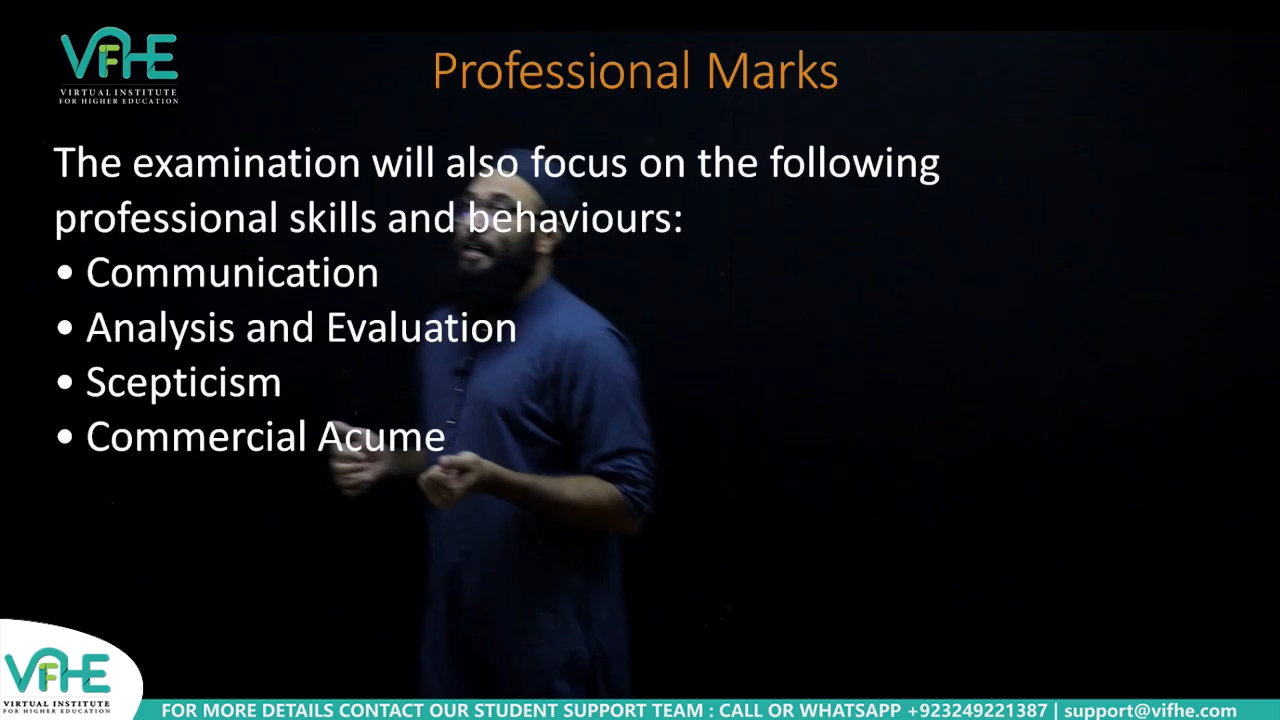 VIFHE
VIRTUAL INSTITUTE
FOR HIGHER EDUCATION
Professional Marks
The examination will also focus on the following
professional skills and behaviours:
• Communication
• Analysis and Evaluation
• Scepticism
• Commercial Acume
VIFHE
VIRTUAL INSTITUTE
FOR HIGHER EDUCATION
FOR MORE DETAILS CONTACT OUR STUDENT SUPPORT TEAM : CALL OR WHATSAPP +923249221387 | support@vifhe.com